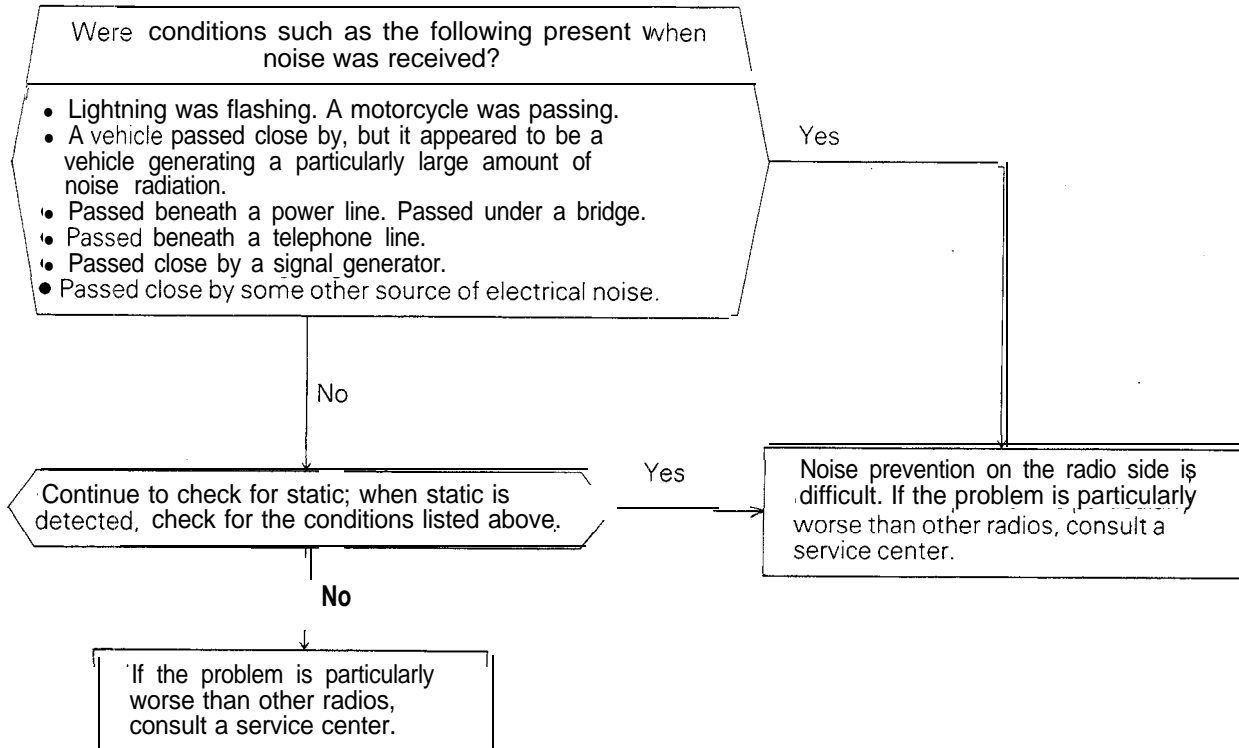 Were conditions such as the following present when
noise was received?
• Lightning was flashing. A motorcycle was passing.
• A vehicle passed close by, but it appeared to be a
vehicle generating a particularly large amount of
noise radiation.
• Passed beneath a power line. Passed under a bridge.
• Passed beneath a telephone line.
• Passed close by a signal generator.
• Passed close by some other source of electrical noise.
Yes
No
Continue to check for static; when static is
detected, check for the conditions listed above.
Yes
Noise prevention on the radio side is
difficult. If the problem is particularly
worse than other radios, consult a
service center.
No
If the problem is particularly
worse than other radios,
consult a service center.